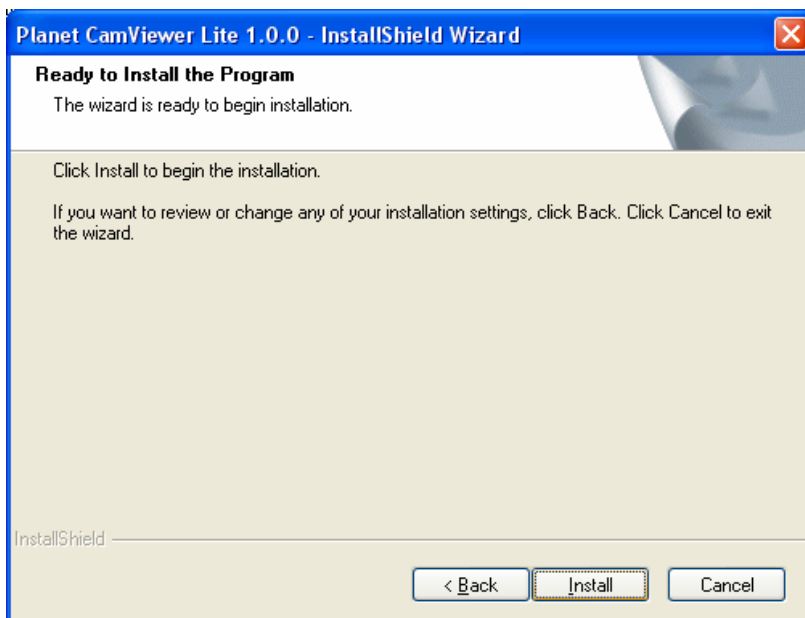 Planet CamViewer Lite 1.0.0 - InstallShield Wizard
Ready to Install the Program
The wizard is ready to begin installation.
Click Install to begin the installation.
If you want to review or change any of your installation settings, click Back. Click Cancel to exit
the wizard.
InstallShield
< Back Install Cancel